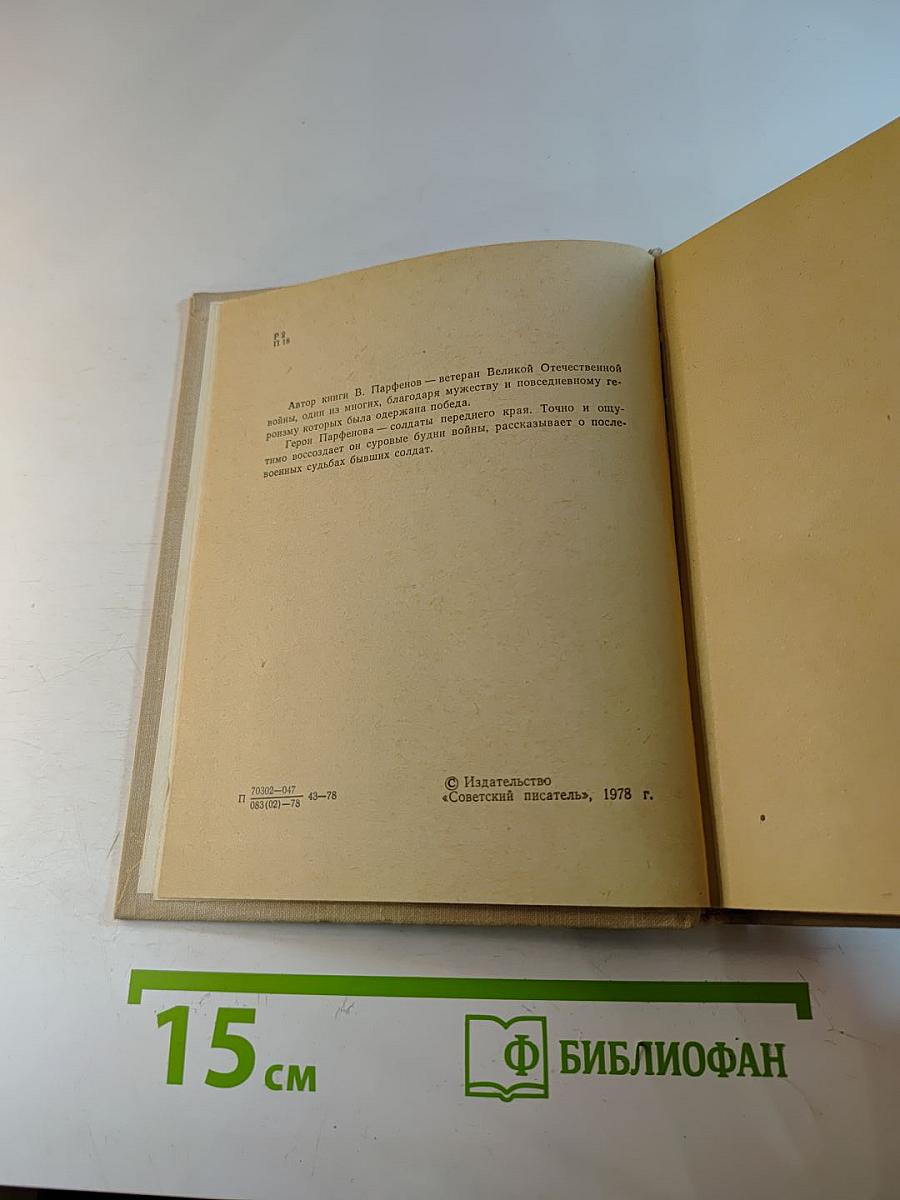 Р 2
П 18
Автор книги В. Парфенов — ветеран Великой Отечественной
войны, один из многих, благодаря мужеству и повседневному ге-
роизму которых была одержана победа.
Герои Парфенова — солдаты переднего края. Точно и ощу-
тимо воссоздает он суровые будни войны, рассказывает о после-
военных судьбах бывших солдат.
П 70302—047 43—78
083(02)—78
© Издательство
«Советский писатель», 1978 г.
15 см
Ф БИБЛИОФАН